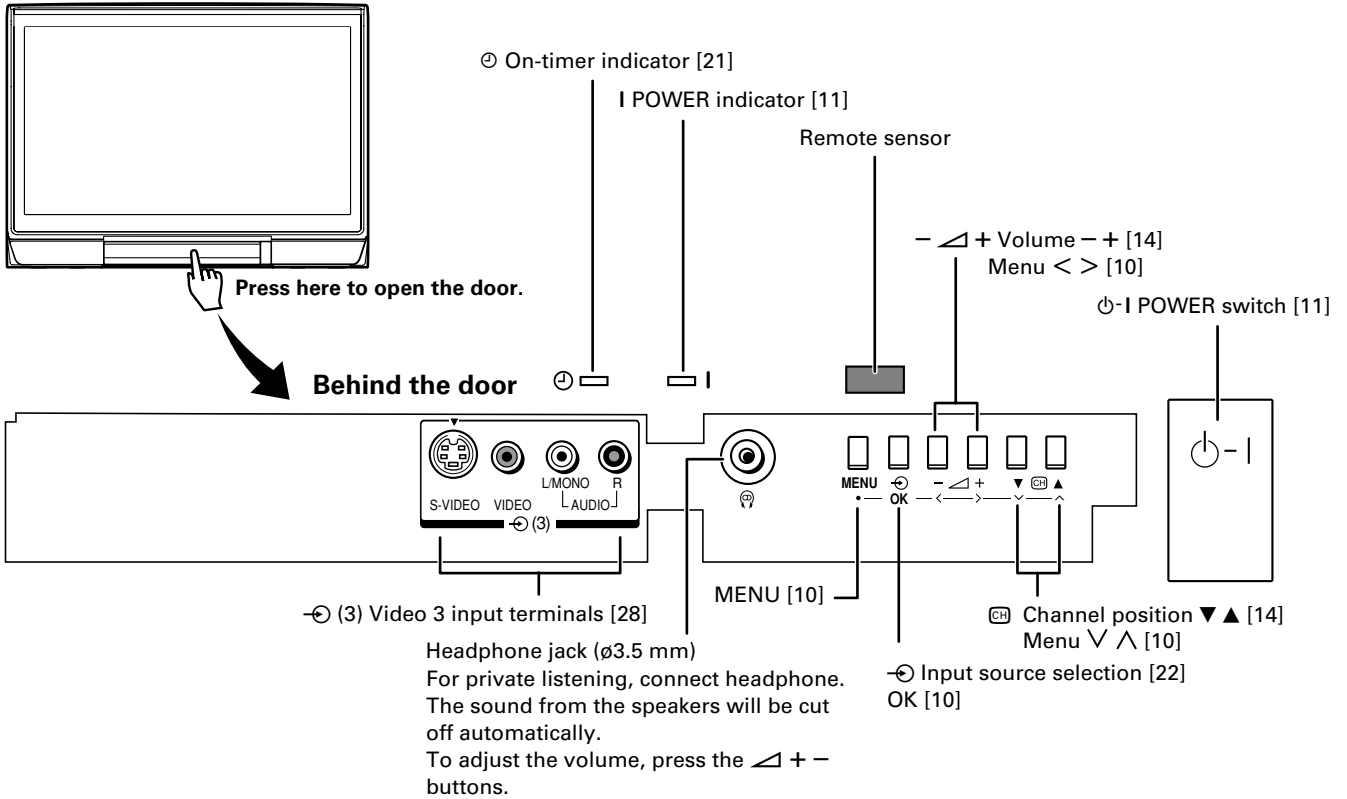 On-timer indicator [21]
I POWER indicator [11]
Remote sensor
− + Volume − + [14]
Menu < > [10]
⏻-I POWER switch [11]
Press here to open the door.
Behind the door
I
⏻-I
S-VIDEO VIDEO L/MONO R
AUDIO
(3)
MENU − + ▼ CH ▲
• OK < > ∨ ∧
(3) Video 3 input terminals [28]
MENU [10]
CH Channel position ▼ ▲ [14]
Menu ∨ ∧ [10]
Input source selection [22]
OK [10]
Headphone jack (ø3.5 mm)
For private listening, connect headphone.
The sound from the speakers will be cut
off automatically.
To adjust the volume, press the + −
buttons.